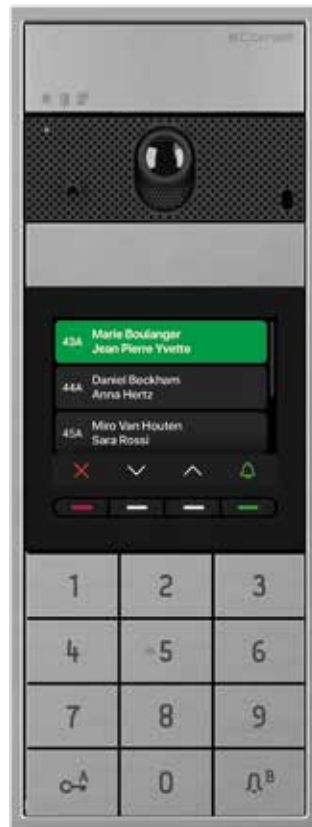 comelit
43A Marie Boulanger
Jean Pierre Yvette
44A Daniel Beckham
Anna Hertz
45A Miro Van Houten
Sara Rossi
1 2 3
4 5 6
7 8 9
A 0 B